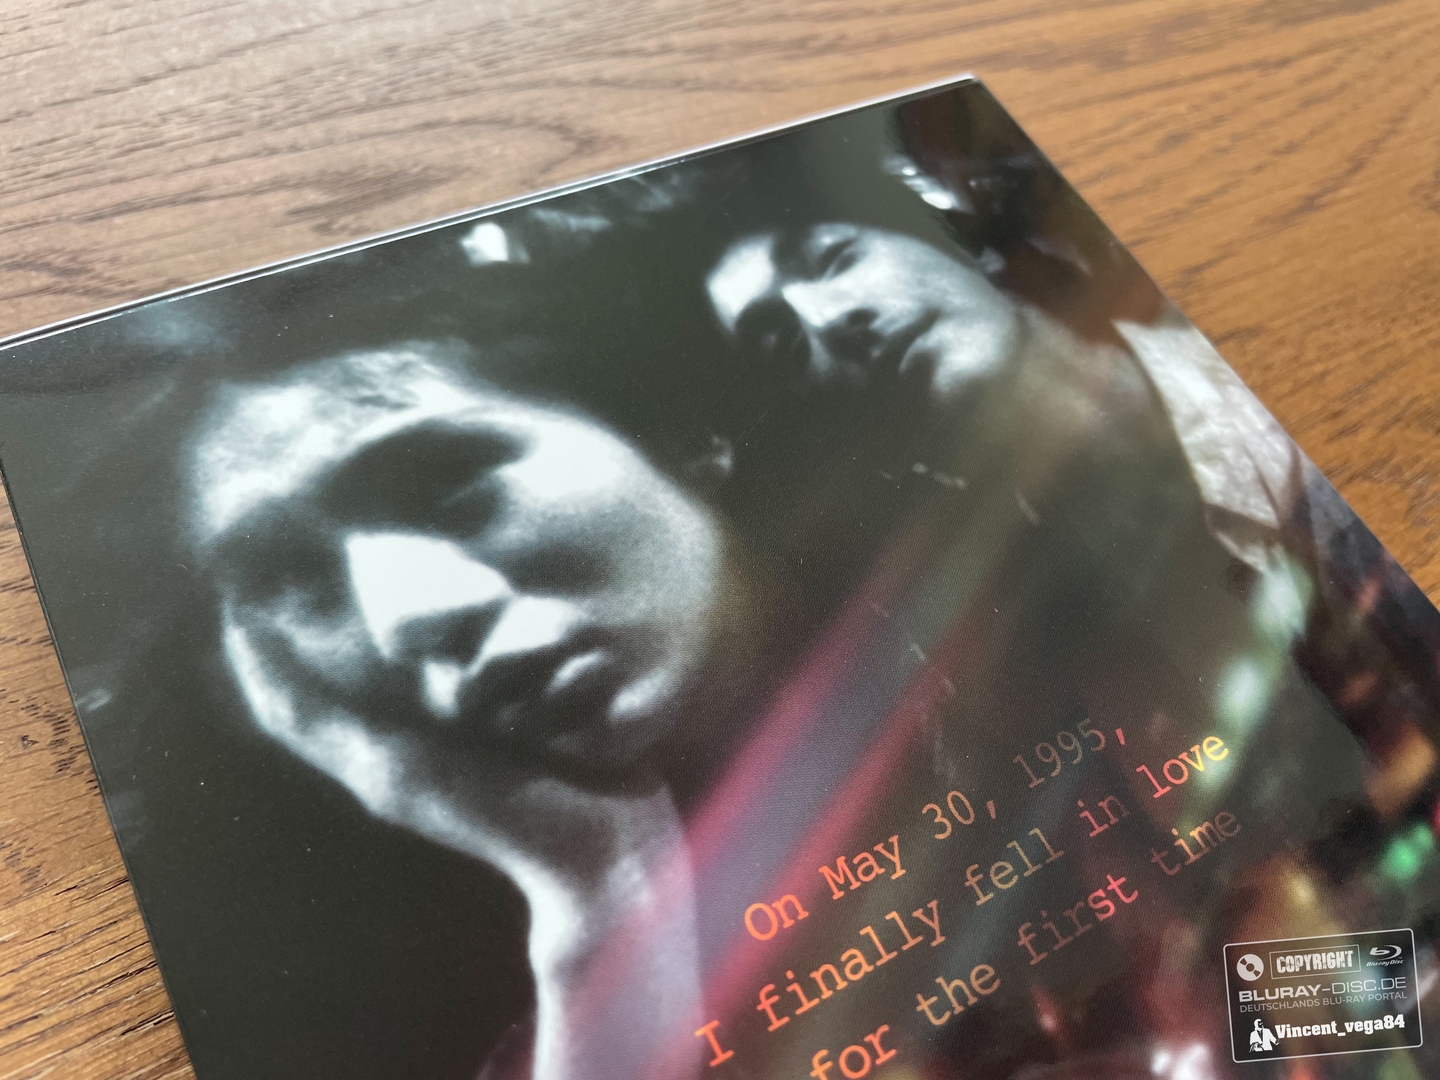 On May 30, 1995,
I finally fell in love
for the first time
COPYRIGHT Blu-ray Disc
BLURAY-DISC.DE
DEUTSCHLANDS BLU-RAY PORTAL
Vincent_vega84